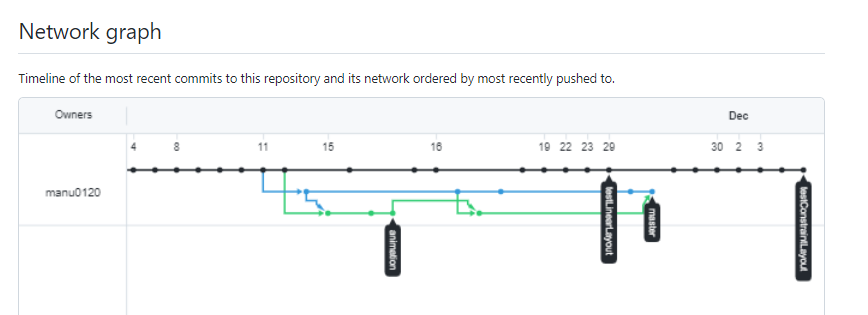 Network graph
Timeline of the most recent commits to this repository and its network ordered by most recently pushed to.
Owners
Dec
4 8 11 15 16 19 22 23 29 30 2 3
manu0120
animation
testLinearLayout
master
testConstraintLayout